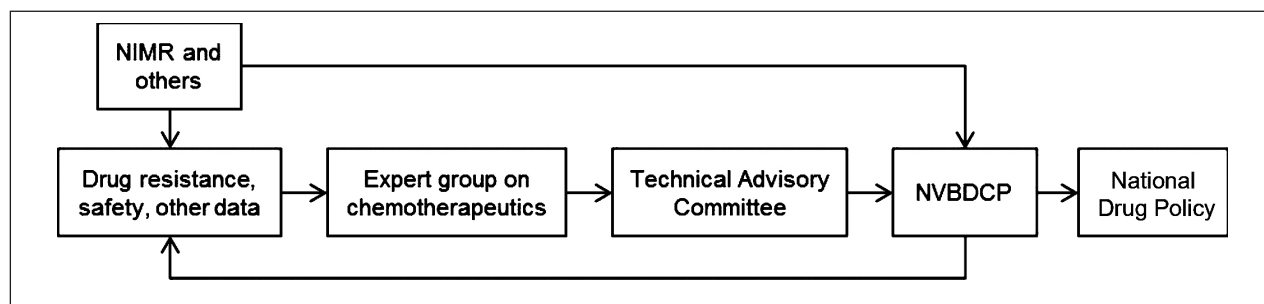 NIMR and
others
Drug resistance,
safety, other data
Expert group on
chemotherapeutics
Technical Advisory
Committee
NVBDCP
National
Drug Policy